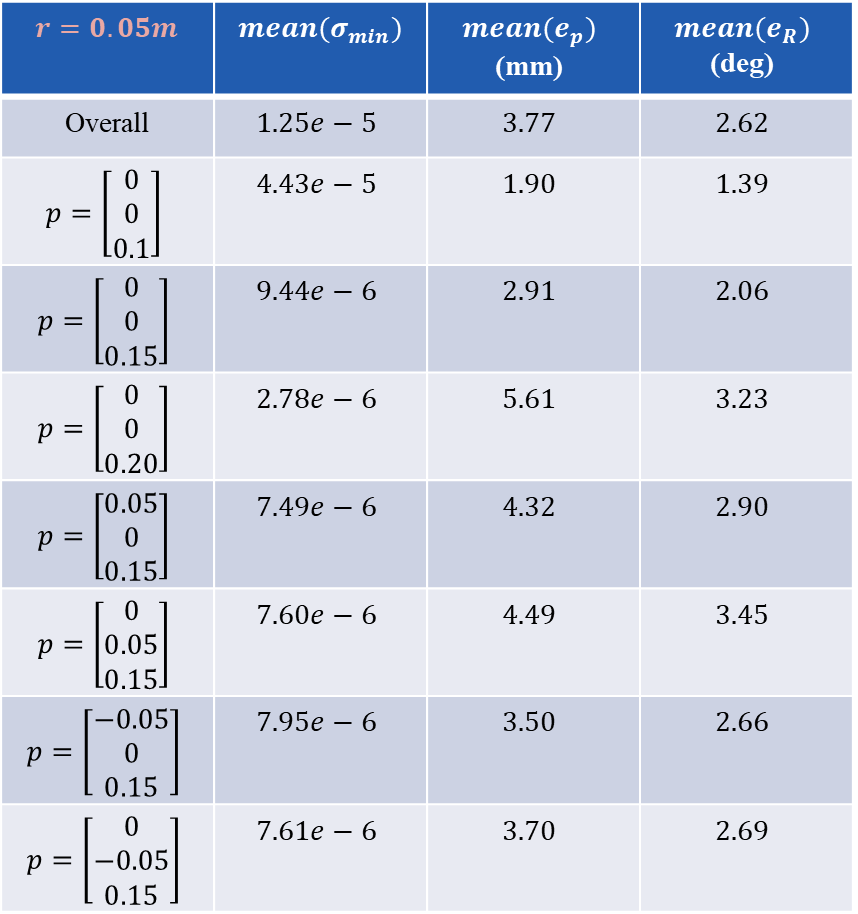 r = 0.05m mean(σ_min) mean(e_p) (mm) mean(e_R) (deg)
Overall 1.25e − 5 3.77 2.62
p = [0 0 0.1] 4.43e − 5 1.90 1.39
p = [0 0 0.15] 9.44e − 6 2.91 2.06
p = [0 0 0.20] 2.78e − 6 5.61 3.23
p = [0.05 0 0.15] 7.49e − 6 4.32 2.90
p = [0 0.05 0.15] 7.60e − 6 4.49 3.45
p = [−0.05 0 0.15] 7.95e − 6 3.50 2.66
p = [0 −0.05 0.15] 7.61e − 6 3.70 2.69